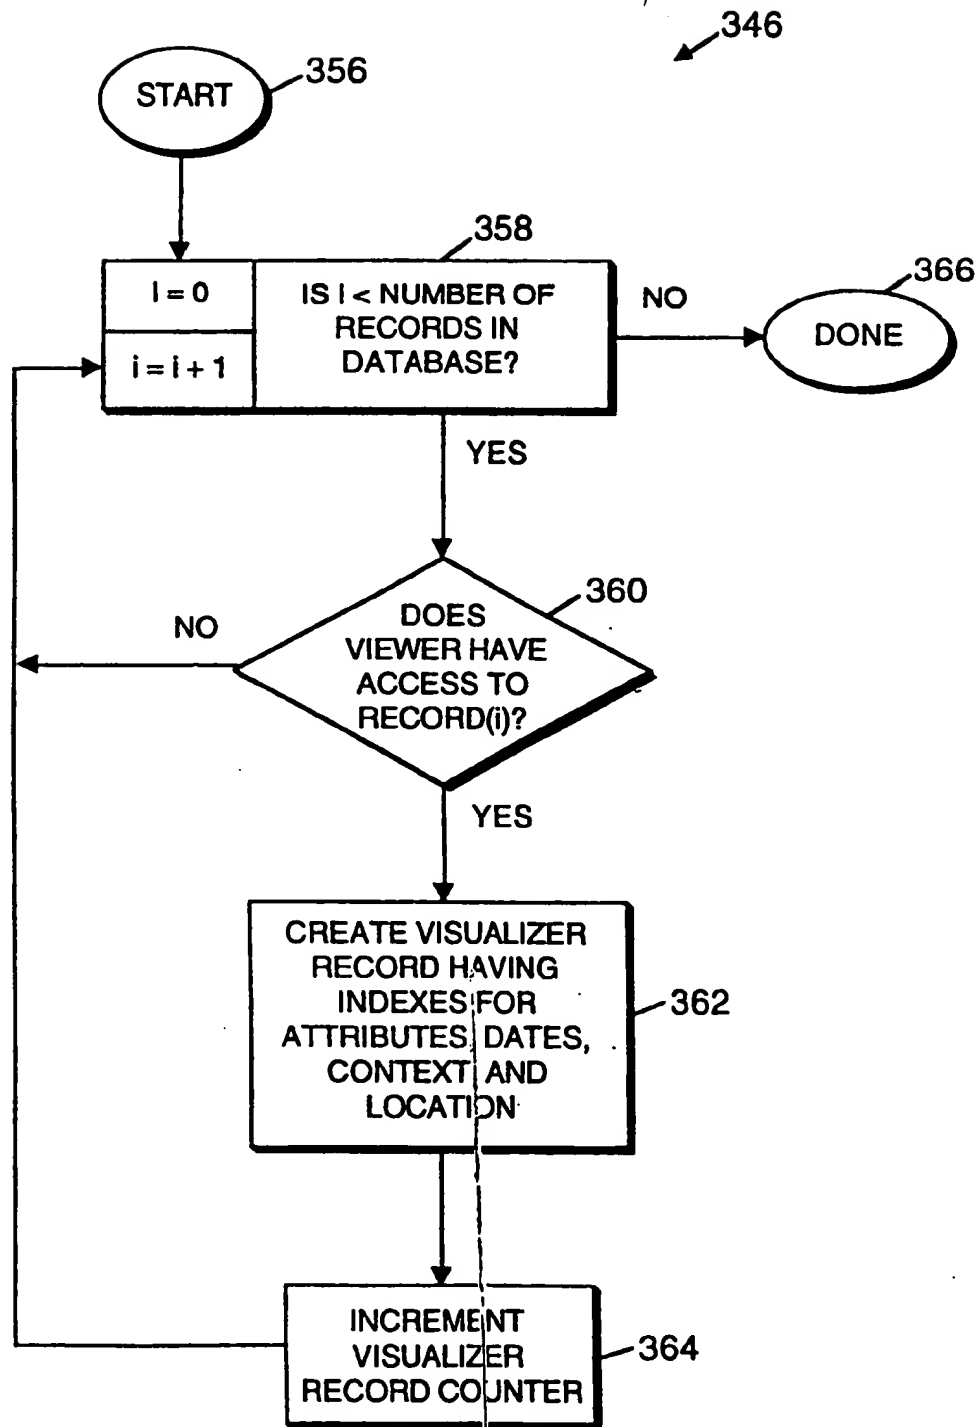 346
356
START
358
366
I = 0
i = i + 1
IS I < NUMBER OF
RECORDS IN
DATABASE?
NO
DONE
YES
360
NO
DOES
VIEWER HAVE
ACCESS TO
RECORD(i)?
YES
CREATE VISUALIZER
RECORD HAVING
INDEXES FOR
ATTRIBUTES, DATES,
CONTEXT AND
LOCATION
362
INCREMENT
VISUALIZER
RECORD COUNTER
364